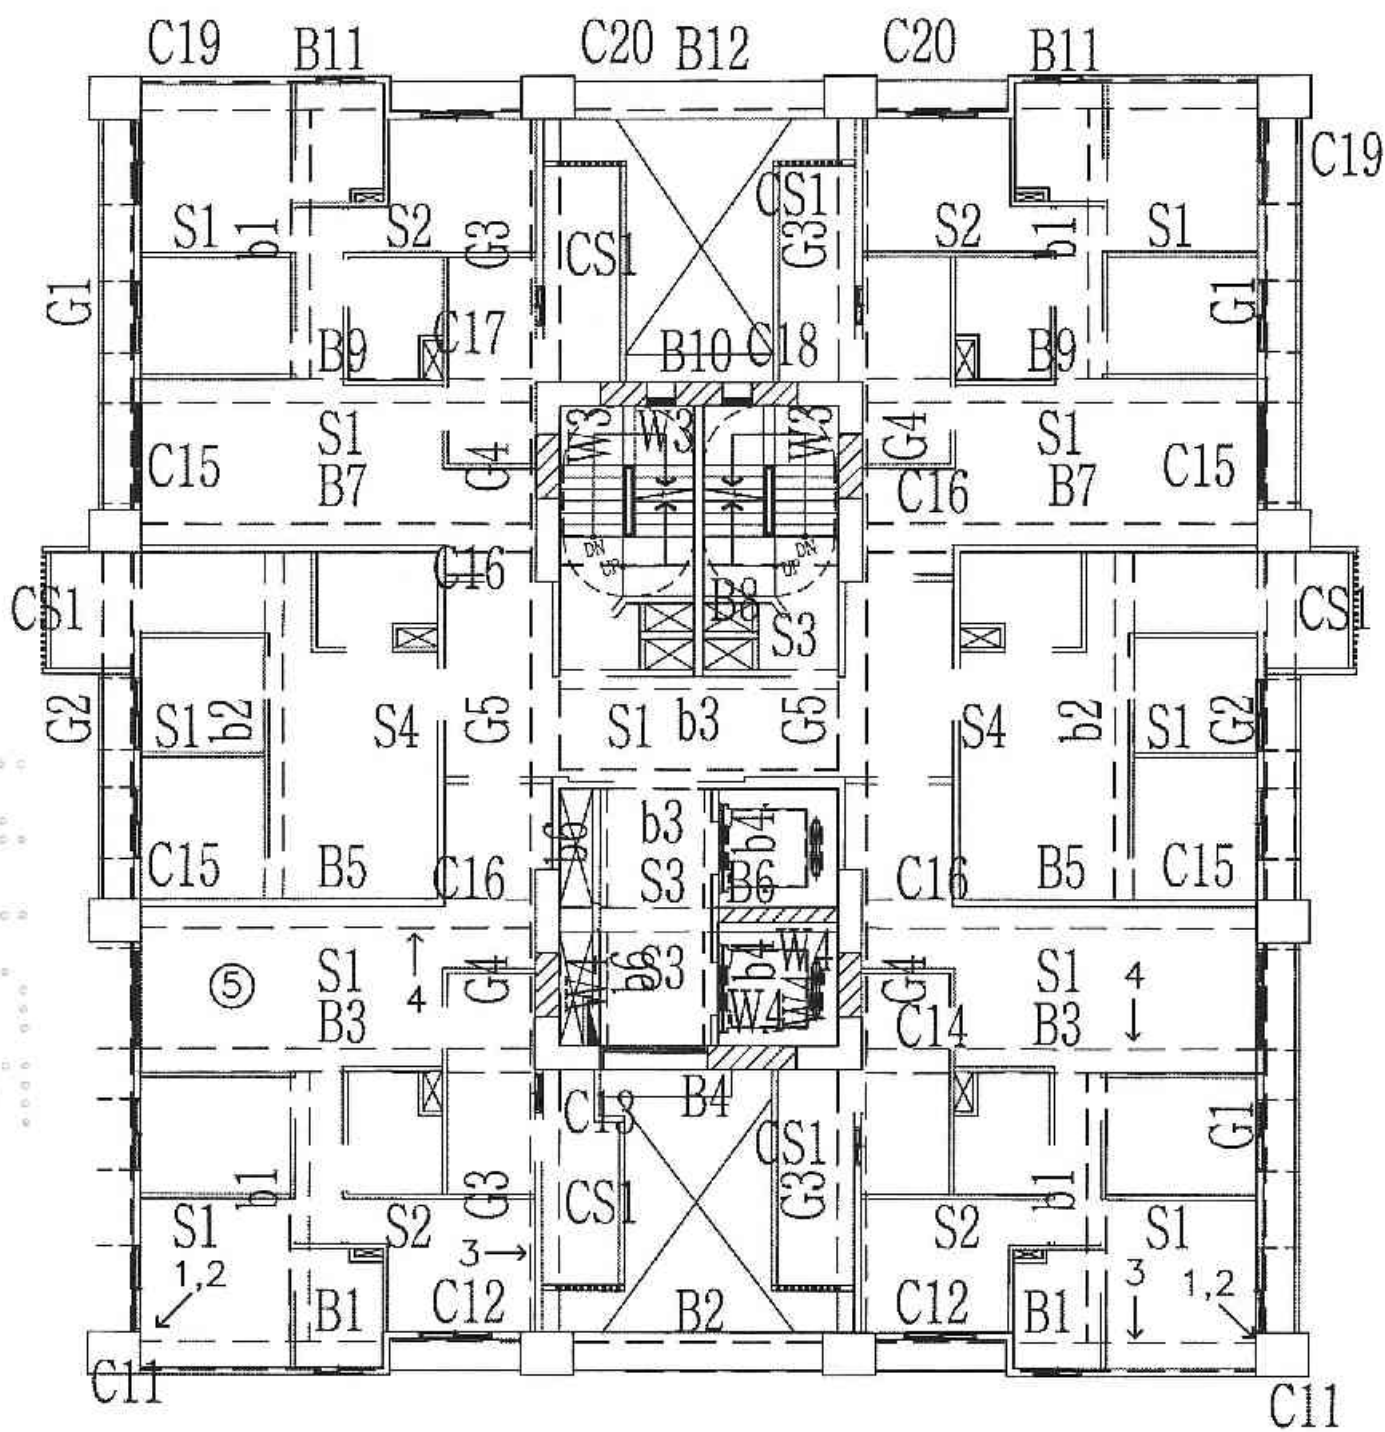 C19 B11 C20 B12 C20 B11
C19
CS1
S1 b1 S2 G3 CS1 G3 S2 b1 S1
G1 C17 G1
B9 B10 C18 B9
W3 W3 W3
S1 G4 G4 S1
C15 B7 C16 B7 C15
DN DN
UP UP
C16
CS1 B8 CS1
S3
G2 S1 b2 S4 G5 S1 b3 G5 S4 b2 S1 G2
b6 b3 b4
C15 B5 C16 S3 B6 C16 B5 C15
W4
5 S1 4 G4 W4 b6 S3 b4 G4 S1 4
B3 W4 W4 C14 B3
C13 B4 G1
CS1
b1 G3 CS1 G3 b1
S1 S2 S2 S1
1,2 3 3 1,2
B1 C12 B2 C12 B1
C11 C11